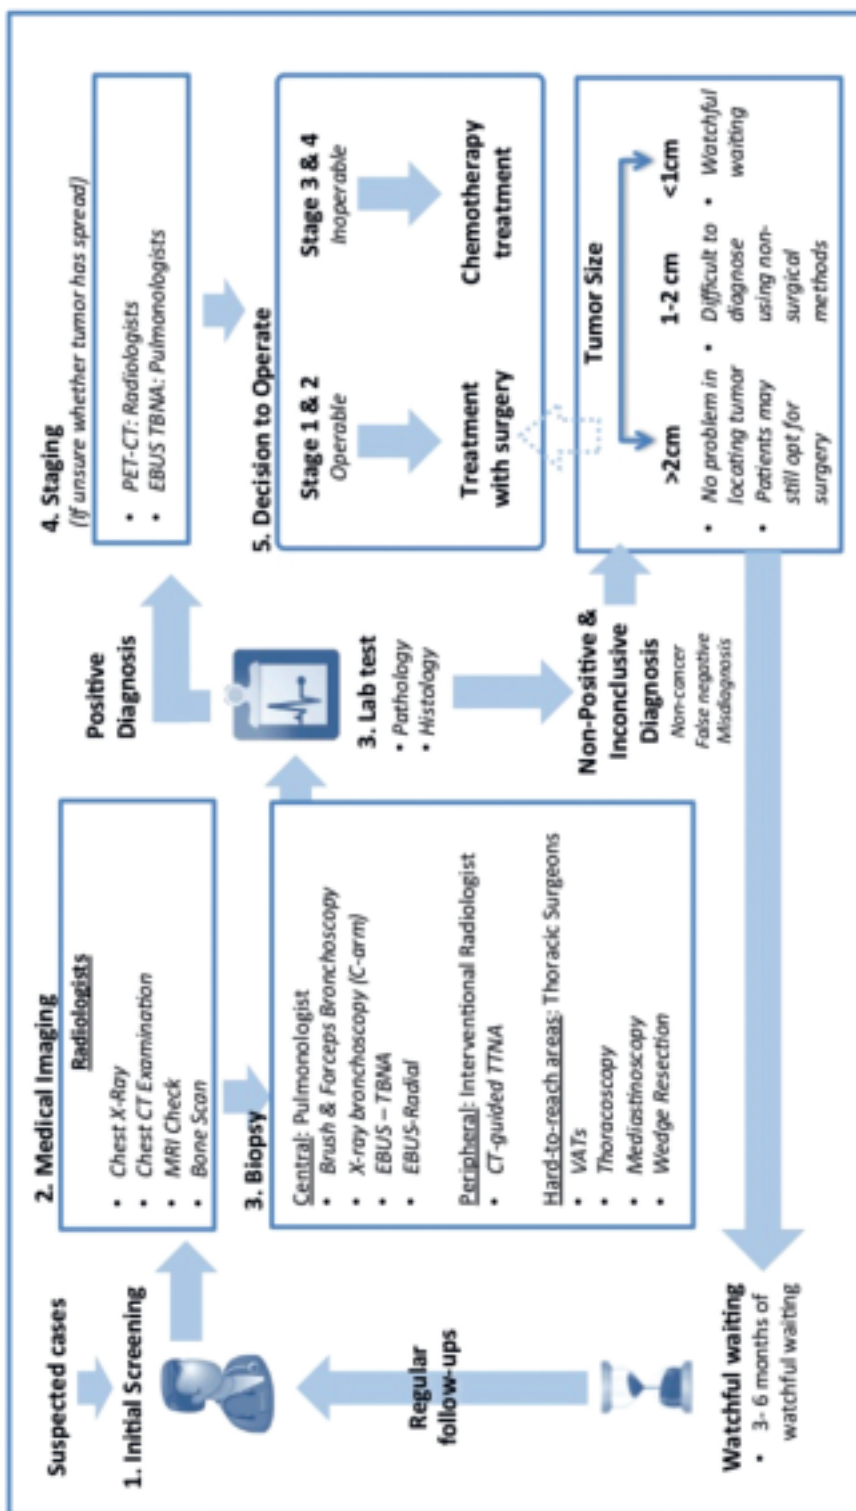 Suspected cases
1. Initial Screening
2. Medical Imaging
Radiologists
• Chest X-Ray
• Chest CT Examination
• MRI Check
• Bone Scan
3. Biopsy
Central: Pulmonologist
• Brush & Forceps Bronchoscopy
• X-ray bronchoscopy (C-arm)
• EBUS – TBNA
• EBUS-Radial
Peripheral: Interventional Radiologist
• CT-guided TTNA
Hard-to-reach areas: Thoracic Surgeons
• VATs
• Thoracoscopy
• Mediastinoscopy
• Wedge Resection
Positive
Diagnosis
3. Lab test
• Pathology
• Histology
Non-Positive &
Inconclusive
Diagnosis
Non-cancer
False negative
Misdiagnosis
4. Staging
(If unsure whether tumor has spread)
• PET-CT: Radiologists
• EBUS TBNA: Pulmonologists
5. Decision to Operate
Stage 1 & 2
Operable
Treatment
with surgery
Stage 3 & 4
Inoperable
Chemotherapy
treatment
Tumor Size
>2cm
• No problem in
locating tumor
• Patients may
still opt for
surgery
1-2 cm
• Difficult to
diagnose
using non-
surgical
methods
<1cm
• Watchful
waiting
Regular
follow-ups
Watchful waiting
• 3- 6 months of
watchful waiting